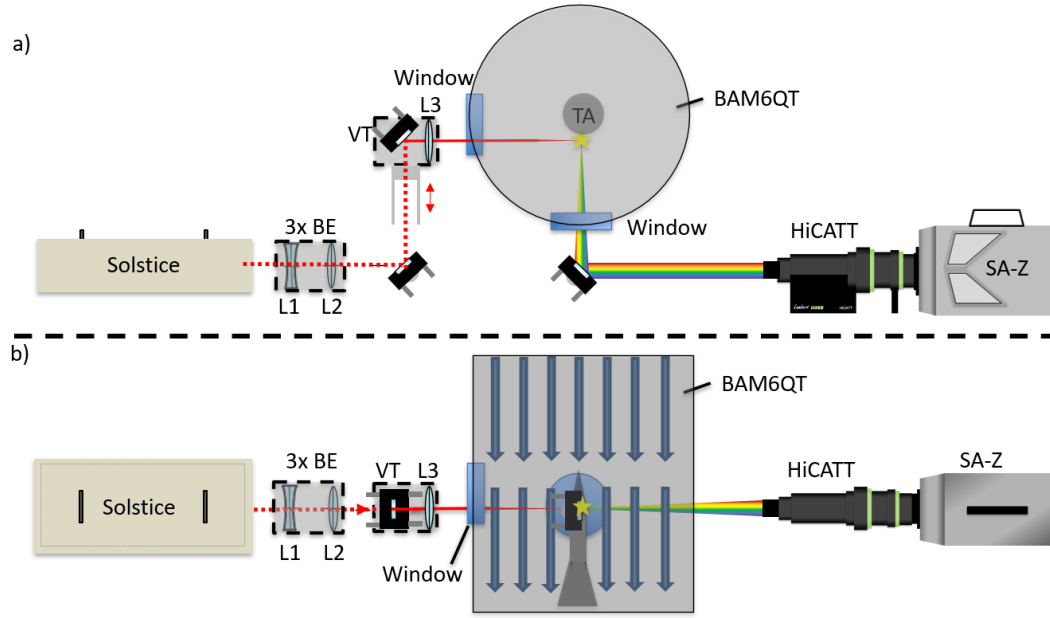 a)
Window
BAM6QT
L3
TA
VT
Window
3x BE
HiCATT
Solstice
SA-Z
L1
L2
b)
BAM6QT
3x BE
VT
L3
HiCATT
SA-Z
Solstice
L1
L2
Window